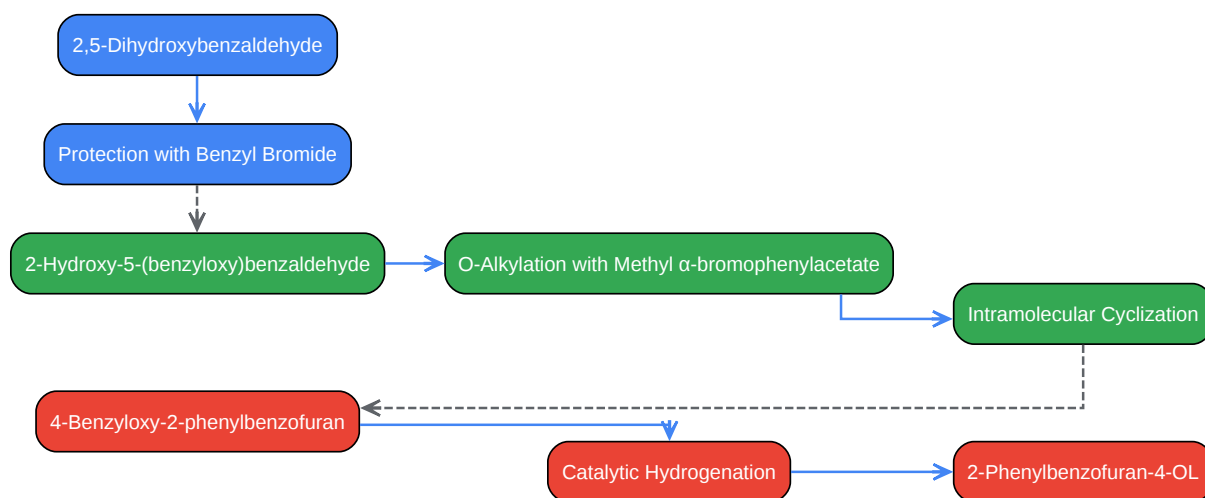 2,5-Dihydroxybenzaldehyde
Protection with Benzyl Bromide
2-Hydroxy-5-(benzyloxy)benzaldehyde
O-Alkylation with Methyl α-bromophenylacetate
Intramolecular Cyclization
4-Benzyloxy-2-phenylbenzofuran
Catalytic Hydrogenation
2-Phenylbenzofuran-4-OL